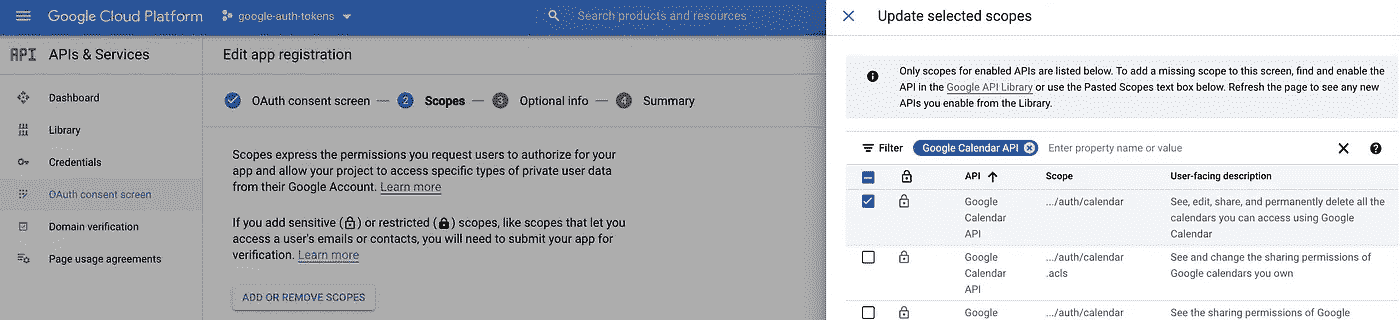 Google Cloud Platform
google-auth-tokens
Search products and resources
API APIs & Services
Dashboard
Library
Credentials
OAuth consent screen
Domain verification
Page usage agreements
Edit app registration
OAuth consent screen — 2 Scopes — 3 Optional info — 4 Summary
Scopes express the permissions you request users to authorize for your
app and allow your project to access specific types of private user data
from their Google Account. Learn more
If you add sensitive ( ) or restricted ( ) scopes, like scopes that let you
access a user's emails or contacts, you will need to submit your app for
verification. Learn more
ADD OR REMOVE SCOPES
Update selected scopes
Only scopes for enabled APIs are listed below. To add a missing scope to this screen, find and enable the
API in the Google API Library or use the Pasted Scopes text box below. Refresh the page to see any new
APIs you enable from the Library.
Filter Google Calendar API Enter property name or value
API Scope User-facing description
Google
Calendar
API
.../auth/calendar
See, edit, share, and permanently delete all the
calendars you can access using Google
Calendar
Google
Calendar
API
.../auth/calendar
.acls
See and change the sharing permissions of
Google calendars you own
Google
.../auth/calendar
See the sharing permissions of Google